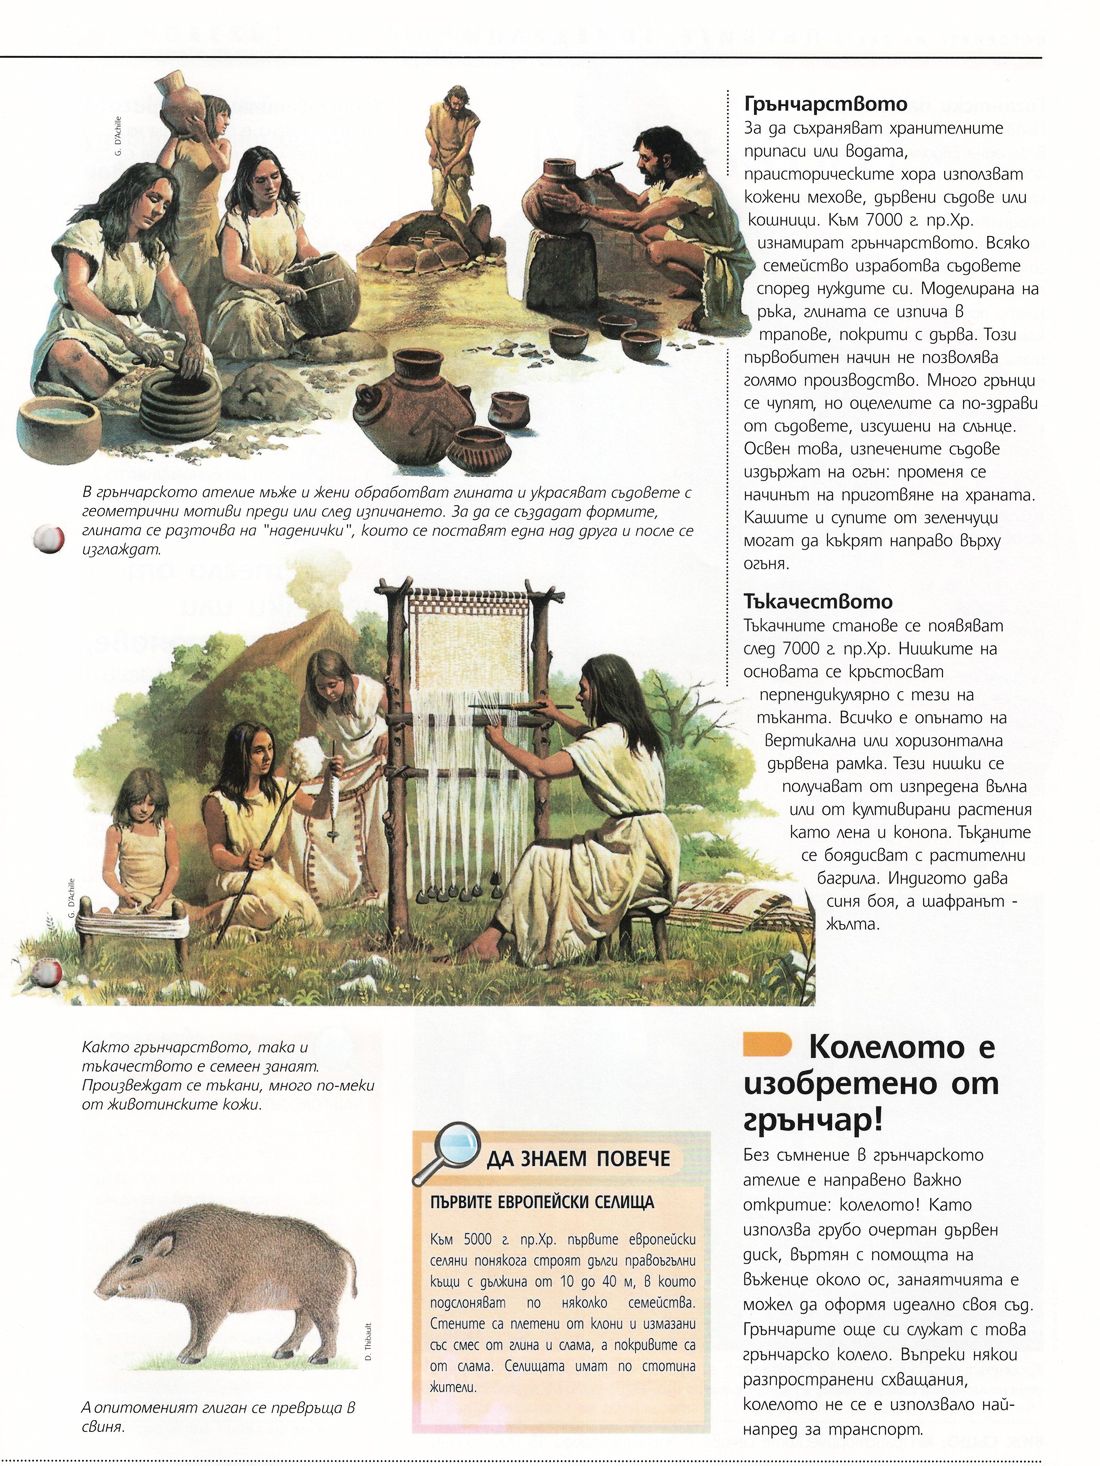 G. D'Achille
Грънчарството
За да съхраняват хранителните
припаси или водата,
праисторическите хора използват
кожени мехове, дървени съдове или
кошници. Към 7000 г. пр.Хр.
изнамират грънчарството. Всяко
семейство изработва съдовете
според нуждите си. Моделирана на
ръка, глината се изпича в
трапове, покрити с дърва. Този
първобитен начин не позволява
голямо производство. Много грънци
се чупят, но оцелелите са по-здрави
от съдовете, изсушени на слънце.
Освен това, изпечените съдове
издържат на огън: променя се
начинът на приготвяне на храната.
Кашите и супите от зеленчуци
могат да къкрят направо върху
огъня.
В грънчарското ателие мъже и жени обработват глината и украсяват съдовете с
геометрични мотиви преди или след изпичането. За да се създадат формите,
глината се разточва на "наденички", които се поставят една над друга и после се
изглаждат.
Тъкачеството
Тъкачните станове се появяват
след 7000 г. пр.Хр. Нишките на
основата се кръстосват
перпендикулярно с тези на
тъканта. Всичко е опънато на
вертикална или хоризонтална
дървена рамка. Тези нишки се
получават от изпредена вълна
или от култивирани растения
като лена и конопа. Тъканите
се боядисват с растителни
багрила. Индигото дава
синя боя, а шафранът -
жълта.
G. D'Achille
Както грънчарството, така и
тъкачеството е семеен занаят.
Произвеждат се тъкани, много по-меки
от животинските кожи.
D. Thibault
А опитоменият глиган се превръща в
свиня.
ДА ЗНАЕМ ПОВЕЧЕ
ПЪРВИТЕ ЕВРОПЕЙСКИ СЕЛИЩА
Към 5000 г. пр.Хр. първите европейски
селяни понякога строят дълги правоъгълни
къщи с дължина от 10 до 40 м, в които
подслоняват по няколко семейства.
Стените са плетени от клони и измазани
със смес от глина и слама, а покривите са
от слама. Селищата имат по стотина
жители.
Колелото е
изобретено от
грънчар!
Без съмнение в грънчарското
ателие е направено важно
откритие: колелото! Като
използва грубо очертан дървен
диск, въртян с помощта на
въженце около ос, занаятчията е
можел да оформя идеално своя съд.
Грънчарите още си служат с това
грънчарско колело. Въпреки някои
разпространени схващания,
колелото не се е използвало най-
напред за транспорт.